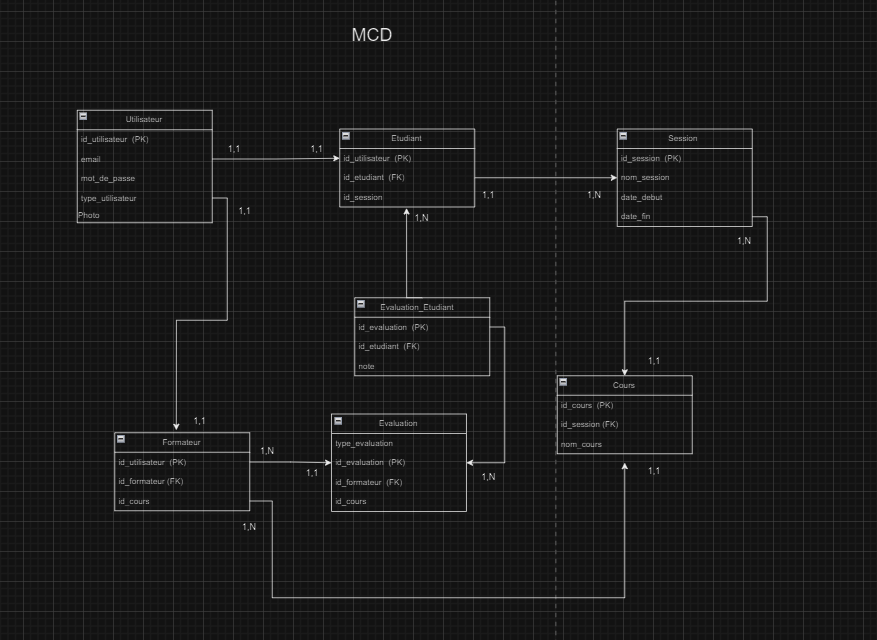 MCD
Utilisateur
id_utilisateur (PK)
email
mot_de_passe
type_utilisateur
Photo
1,1
1,1
1,1
Etudiant
id_utilisateur (PK)
id_etudiant (FK)
id_session
1,1
1,N
Session
id_session (PK)
nom_session
date_debut
date_fin
1,N
1,N
Evaluation_Etudiant
id_evaluation (PK)
id_etudiant (FK)
note
1,1
Cours
id_cours (PK)
id_session (FK)
nom_cours
1,1
1,1
Formateur
id_utilisateur (PK)
id_formateur (FK)
id_cours
1,N
1,1
1,N
Evaluation
type_evaluation
id_evaluation (PK)
id_formateur (FK)
id_cours
1,N